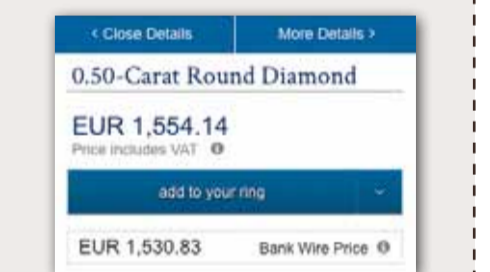 < Close Details More Details >
0.50-Carat Round Diamond
EUR 1,554.14
Price includes VAT
add to your ring
EUR 1,530.83 Bank Wire Price